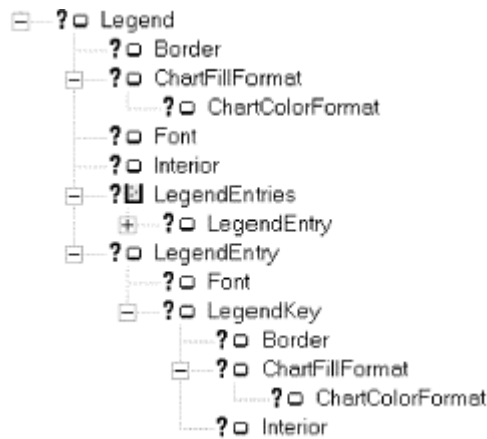 ? Legend
? Border
? ChartFillFormat
? ChartColorFormat
? Font
? Interior
? LegendEntries
? LegendEntry
? LegendEntry
? Font
? LegendKey
? Border
? ChartFillFormat
? ChartColorFormat
? Interior